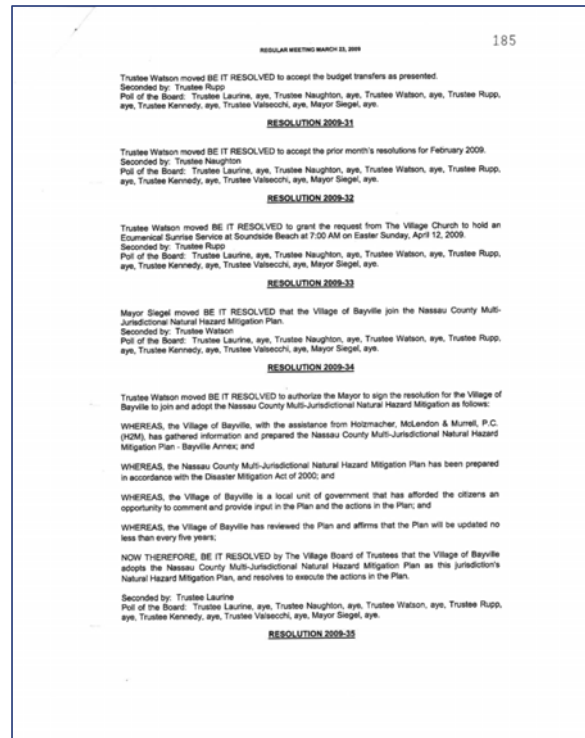 185
REGULAR MEETING MARCH 23, 2009
Trustee Watson moved BE IT RESOLVED to accept the budget transfers as presented.
Seconded by: Trustee Rupp
Poll of the Board: Trustee Laurine, aye, Trustee Naughton, aye, Trustee Watson, aye, Trustee Rupp,
aye, Trustee Kennedy, aye, Trustee Valsecchi, aye, Mayor Siegel, aye.
RESOLUTION 2009-31
Trustee Watson moved BE IT RESOLVED to accept the prior month's resolutions for February 2009.
Seconded by: Trustee Naughton
Poll of the Board: Trustee Laurine, aye, Trustee Naughton, aye, Trustee Watson, aye, Trustee Rupp,
aye, Trustee Kennedy, aye, Trustee Valsecchi, aye, Mayor Siegel, aye.
RESOLUTION 2009-32
Trustee Watson moved BE IT RESOLVED to grant the request from The Village Church to hold an
Ecumenical Sunrise Service at Soundside Beach at 7:00 AM on Easter Sunday, April 12, 2009.
Seconded by: Trustee Rupp
Poll of the Board: Trustee Laurine, aye, Trustee Naughton, aye, Trustee Watson, aye, Trustee Rupp,
aye, Trustee Kennedy, aye, Trustee Valsecchi, aye, Mayor Siegel, aye.
RESOLUTION 2009-33
Mayor Siegel moved BE IT RESOLVED that the Village of Bayville join the Nassau County Multi-
Jurisdictional Natural Hazard Mitigation Plan.
Seconded by: Trustee Watson
Poll of the Board: Trustee Laurine, aye, Trustee Naughton, aye, Trustee Watson, aye, Trustee Rupp,
aye, Trustee Kennedy, aye, Trustee Valsecchi, aye, Mayor Siegel, aye.
RESOLUTION 2009-34
Trustee Watson moved BE IT RESOLVED to authorize the Mayor to sign the resolution for the Village of
Bayville to join and adopt the Nassau County Multi-Jurisdictional Natural Hazard Mitigation as follows:
WHEREAS, the Village of Bayville, with the assistance from Holzmacher, McLendon & Murrell, P.C.
(H2M), has gathered information and prepared the Nassau County Multi-Jurisdictional Natural Hazard
Mitigation Plan - Bayville Annex; and
WHEREAS, the Nassau County Multi-Jurisdictional Natural Hazard Mitigation Plan has been prepared
in accordance with the Disaster Mitigation Act of 2000; and
WHEREAS, the Village of Bayville is a local unit of government that has afforded the citizens an
opportunity to comment and provide input in the Plan and the actions in the Plan; and
WHEREAS, the Village of Bayville has reviewed the Plan and affirms that the Plan will be updated no
less than every five years;
NOW THEREFORE, BE IT RESOLVED by The Village Board of Trustees that the Village of Bayville
adopts the Nassau County Multi-Jurisdictional Natural Hazard Mitigation Plan as this jurisdiction's
Natural Hazard Mitigation Plan, and resolves to execute the actions in the Plan.
Seconded by: Trustee Laurine
Poll of the Board: Trustee Laurine, aye, Trustee Naughton, aye, Trustee Watson, aye, Trustee Rupp,
aye, Trustee Kennedy, aye, Trustee Valsecchi, aye, Mayor Siegel, aye.
RESOLUTION 2009-35